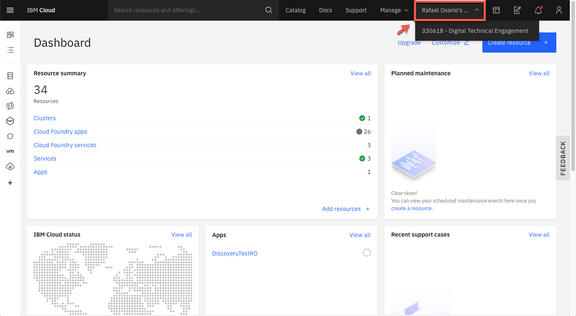 IBM Cloud
Search resources and offerings...
Catalog
Docs
Support
Manage
Rafael Osorio's ...
330618 - Digital Technical Engagement
Dashboard
Upgrade
Customize
Create resource +
Resource summary
View all
34
Resources
Clusters 1
Cloud Foundry apps 26
Cloud Foundry services 3
Services 3
Apps 1
Add resources +
Planned maintenance
View all
Clear skies!
You can view your scheduled maintenance events here once you
create a resource.
FEEDBACK
IBM Cloud status
View all
Apps
View all
DiscoveryTestRO
Recent support cases
View all
vm